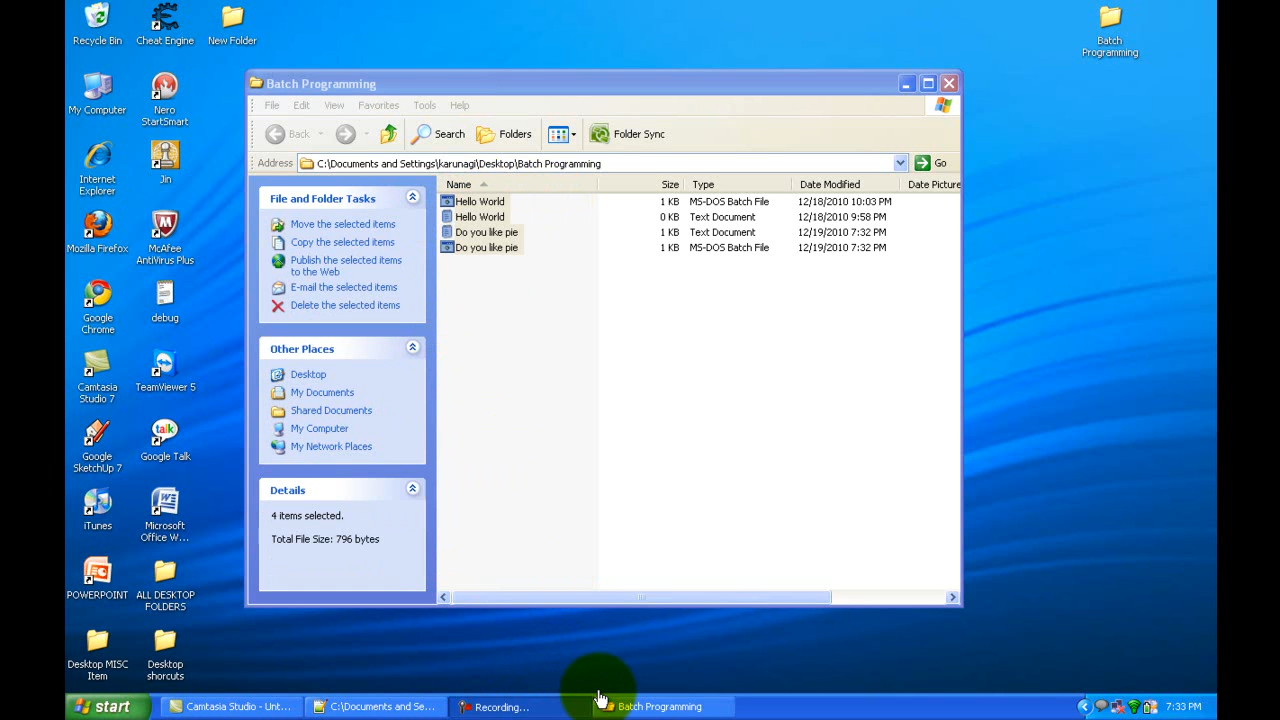 Recycle Bin
Cheat Engine
New Folder
Batch
Programming
My Computer
Nero
StartSmart
Internet
Explorer
Jin
Mozilla Firefox
McAfee
AntiVirus Plus
Google
Chrome
debug
Camtasia
Studio 7
TeamViewer 5
Google
SketchUp 7
talk
Google Talk
iTunes
Microsoft
Office W...
POWERPOINT
ALL DESKTOP
FOLDERS
Desktop MISC
Item
Desktop
shorcuts
Batch Programming
File Edit View Favorites Tools Help
Back Search Folders Folder Sync
Address C:\Documents and Settings\karunagi\Desktop\Batch Programming Go
File and Folder Tasks
Move the selected items
Copy the selected items
Publish the selected items
to the Web
E-mail the selected items
Delete the selected items
Other Places
Desktop
My Documents
Shared Documents
My Computer
My Network Places
Details
4 items selected.
Total File Size: 796 bytes
Name Size Type Date Modified Date Picture
Hello World 1 KB MS-DOS Batch File 12/18/2010 10:03 PM
Hello World 0 KB Text Document 12/18/2010 9:58 PM
Do you like pie 1 KB Text Document 12/19/2010 7:32 PM
Do you like pie 1 KB MS-DOS Batch File 12/19/2010 7:32 PM
start Camtasia Studio - Unt... C:\Documents and Se... Recording... Batch Programming 7:33 PM